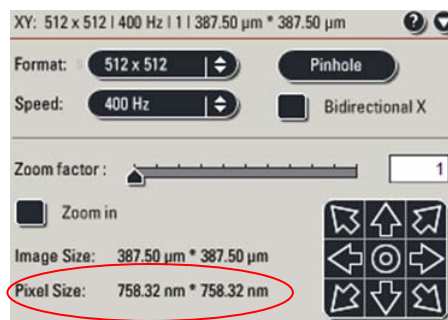 XY: 512 x 512 | 400 Hz | 1 | 387.50 µm * 387.50 µm ?
Format: 512 x 512 Pinhole
Speed: 400 Hz Bidirectional X
Zoom factor : 1
Zoom in
Image Size: 387.50 µm * 387.50 µm
Pixel Size: 758.32 nm * 758.32 nm